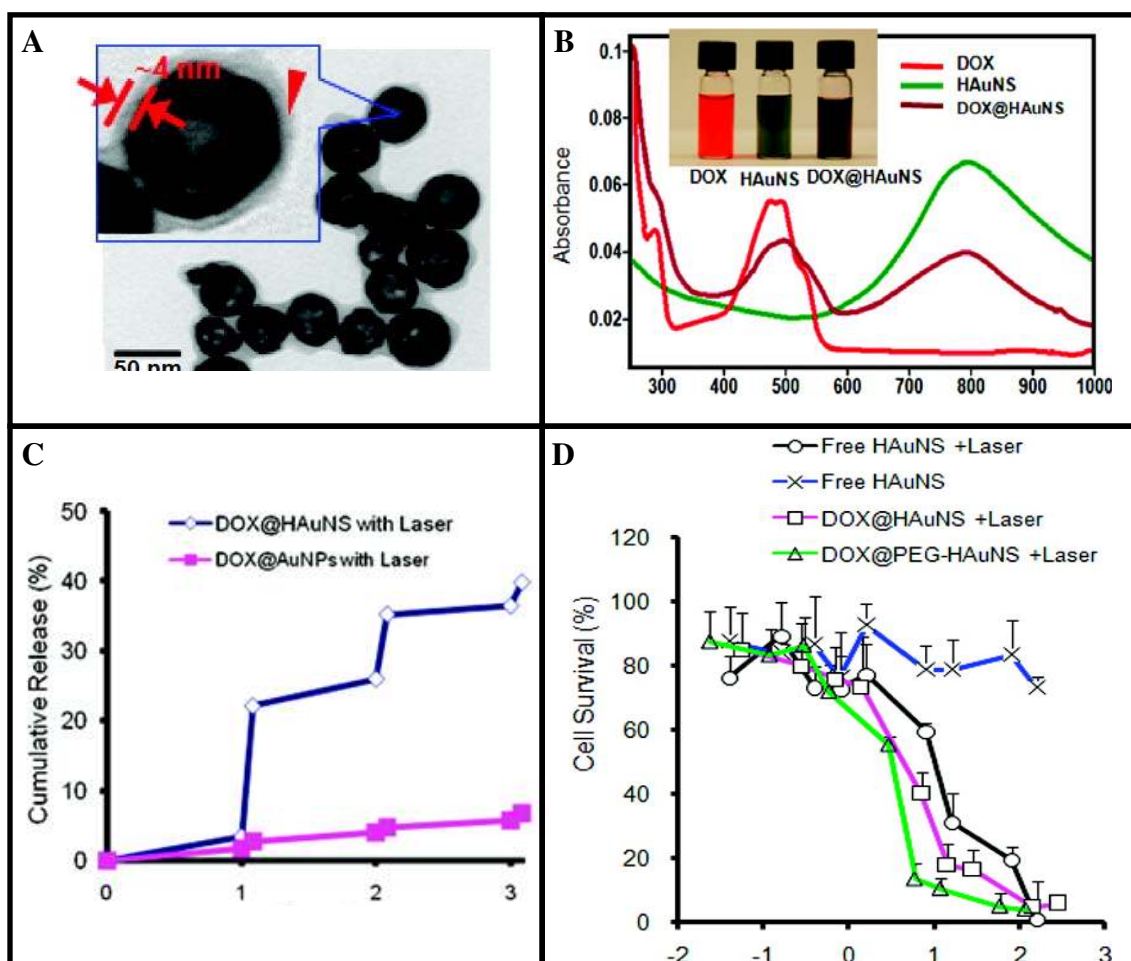 A
~4 nm
50 nm
B
0.1
0.08
0.06
0.04
0.02
Absorbance
DOX
HAuNS
DOX@HAuNS
DOX HAuNS DOX@HAuNS
300 400 500 600 700 800 900 1000
C
50
40
30
20
10
0
Cumulative Release (%)
DOX@HAuNS with Laser
DOX@AuNPs with Laser
0 1 2 3
D
Free HAuNS +Laser
Free HAuNS
DOX@HAuNS +Laser
DOX@PEG-HAuNS +Laser
120
100
80
60
40
20
0
Cell Survival (%)
-2 -1 0 1 2 3